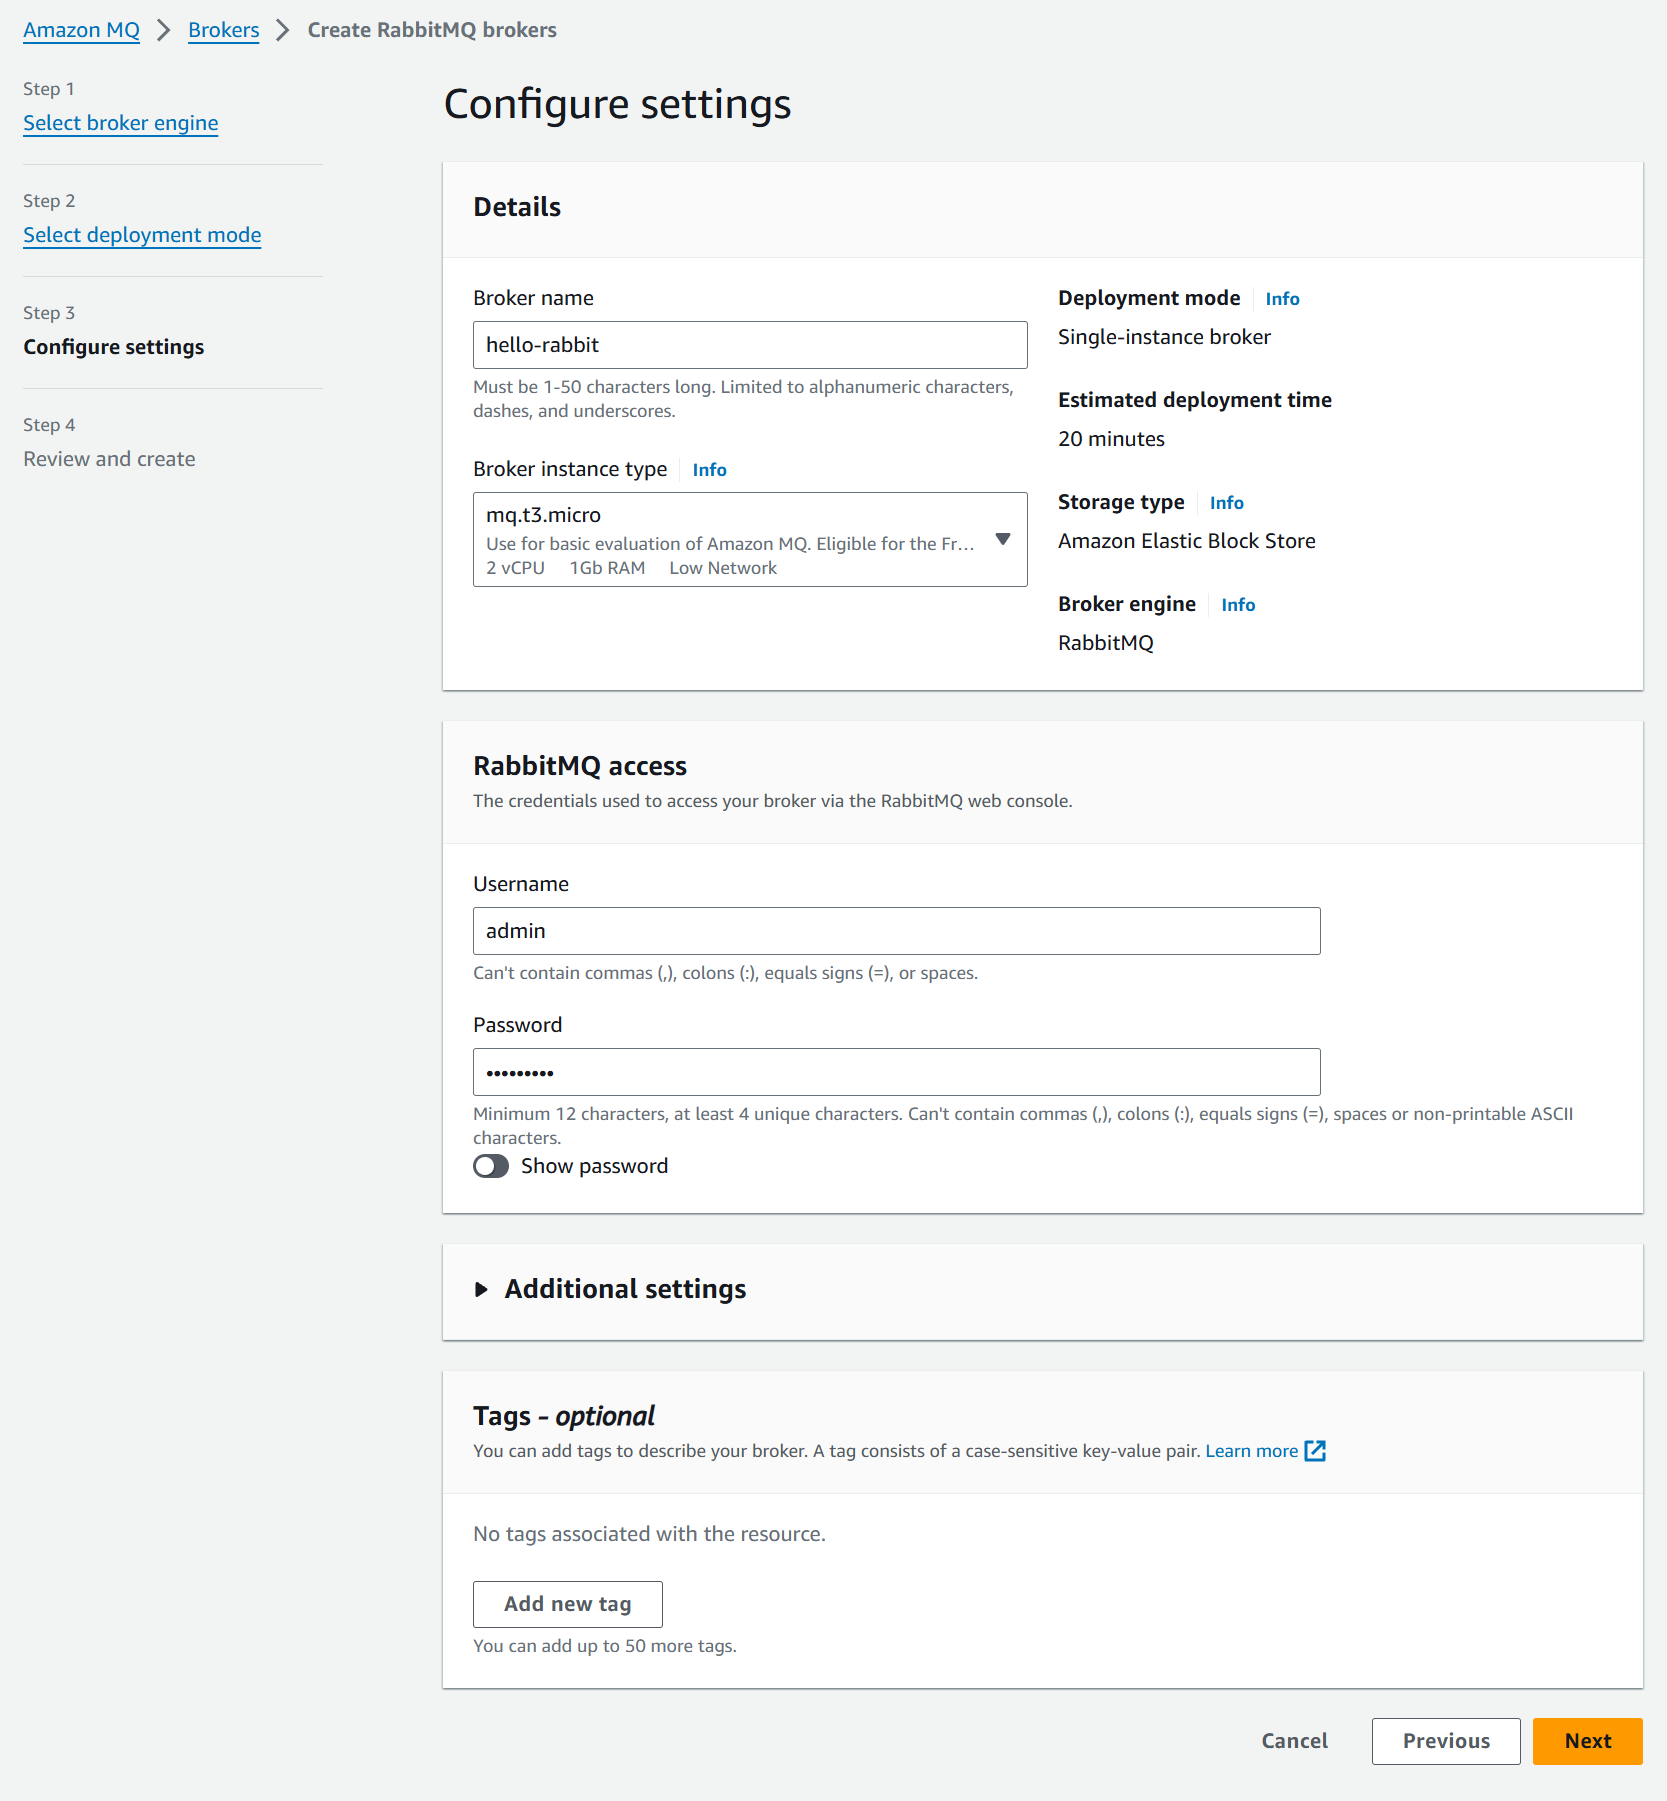 Amazon MQ > Brokers > Create RabbitMQ brokers
Step 1
Select broker engine
Step 2
Select deployment mode
Step 3
Configure settings
Step 4
Review and create
Configure settings
Details
Broker name
hello-rabbit
Must be 1-50 characters long. Limited to alphanumeric characters,
dashes, and underscores.
Broker instance type Info
mq.t3.micro
Use for basic evaluation of Amazon MQ. Eligible for the Fr...
2 vCPU 1Gb RAM Low Network
Deployment mode Info
Single-instance broker
Estimated deployment time
20 minutes
Storage type Info
Amazon Elastic Block Store
Broker engine Info
RabbitMQ
RabbitMQ access
The credentials used to access your broker via the RabbitMQ web console.
Username
admin
Can't contain commas (,), colons (:), equals signs (=), or spaces.
Password
•••••••••
Minimum 12 characters, at least 4 unique characters. Can't contain commas (,), colons (:), equals signs (=), spaces or non-printable ASCII
characters.
Show password
Additional settings
Tags - optional
You can add tags to describe your broker. A tag consists of a case-sensitive key-value pair. Learn more
No tags associated with the resource.
Add new tag
You can add up to 50 more tags.
Cancel
Previous
Next